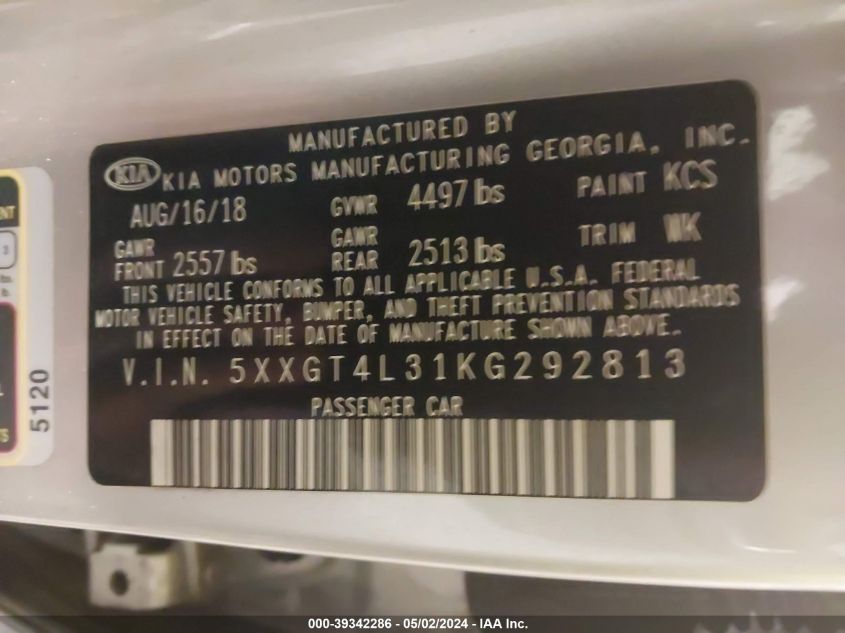 MANUFACTURED BY
KIA KIA MOTORS MANUFACTURING GEORGIA, INC.
AUG/16/18 GVWR 4497 lbs PAINT KCS
GAWR FRONT 2557 lbs GAWR REAR 2513 lbs TRIM WK
THIS VEHICLE CONFORMS TO ALL APPLICABLE U.S.A. FEDERAL
MOTOR VEHICLE SAFETY, BUMPER, AND THEFT PREVENTION STANDARDS
IN EFFECT ON THE DATE OF MANUFACTURE SHOWN ABOVE.
V.I.N. 5XXGT4L31KG292813
PASSENGER CAR
5120
000-39342286 - 05/02/2024 - IAA Inc.